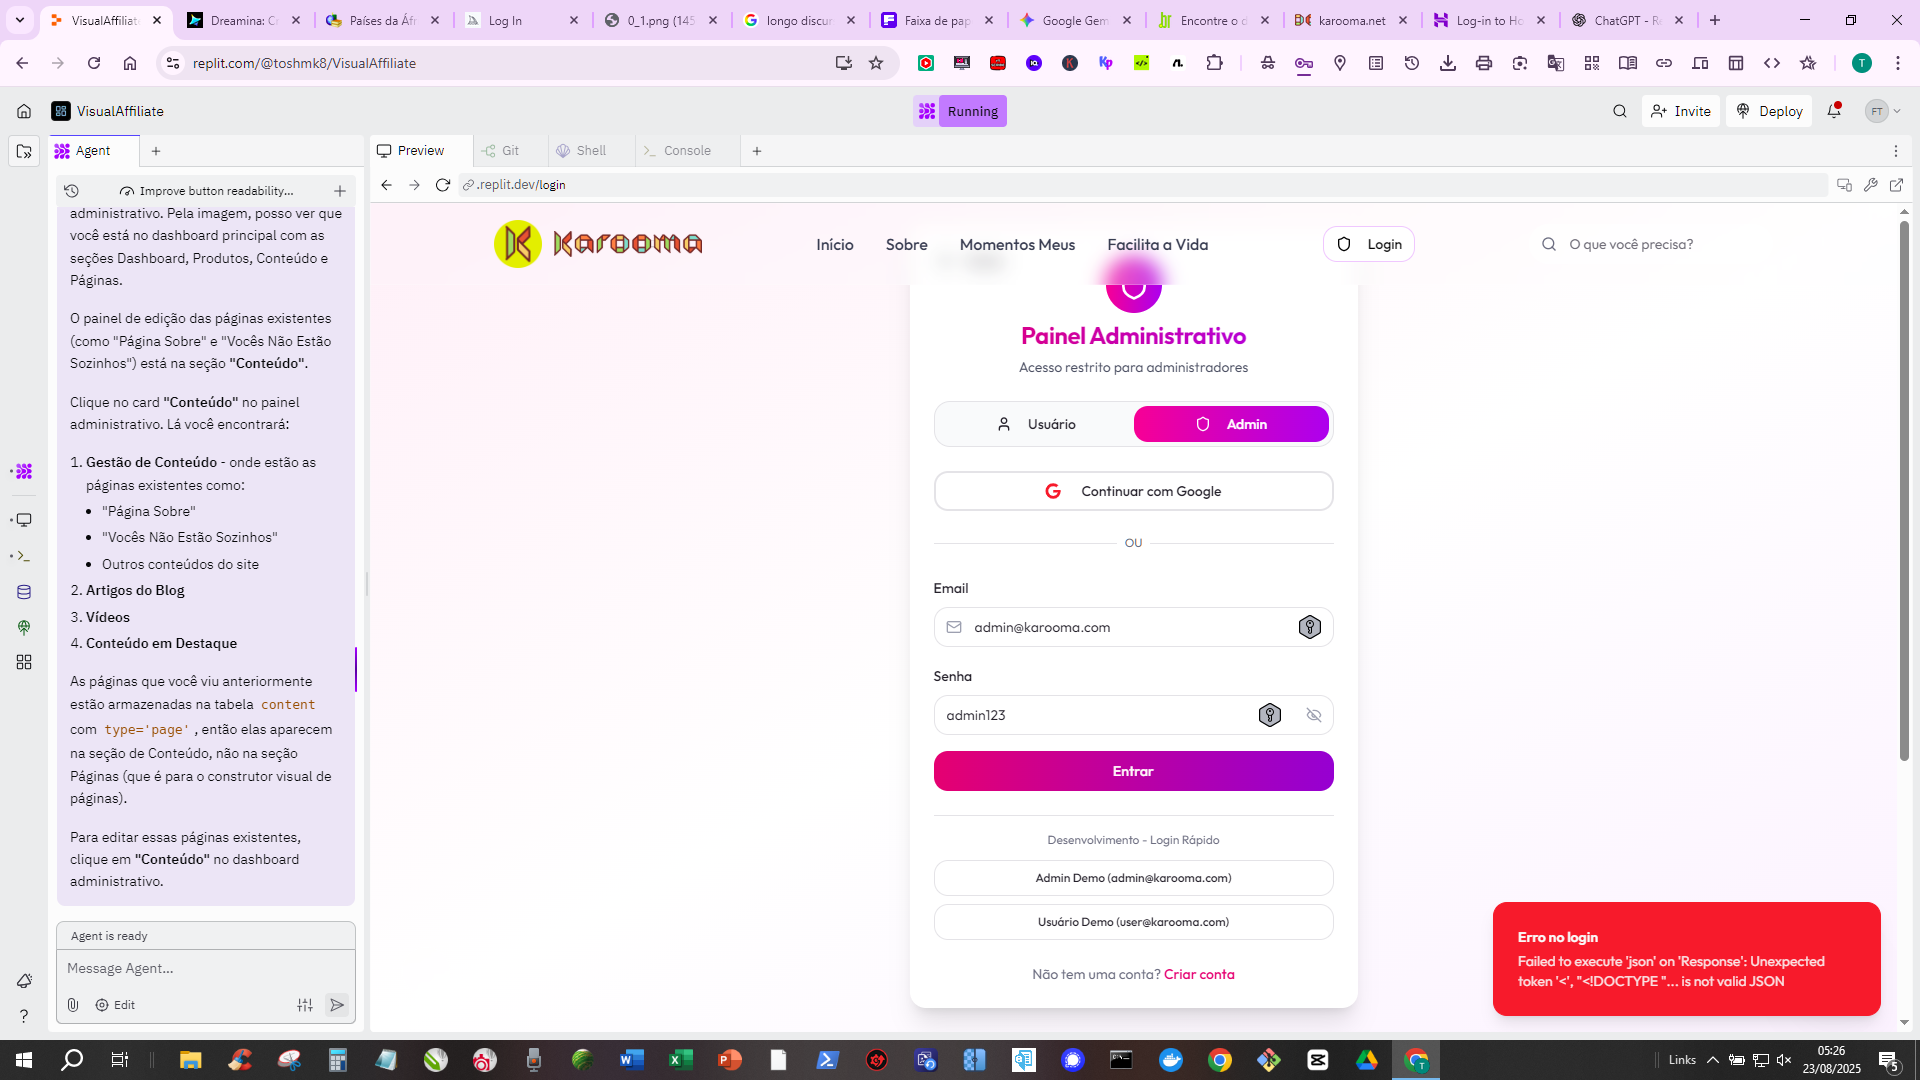 VisualAffiliate
Dreamina: C
Países da Áfr
Log In
0_1.png (145
longo discur
Faixa de pap
Google Gem
Encontre o d
karooma.net
Log-in to Ho
ChatGPT - R
replit.com/@toshmk8/VisualAffiliate
T
VisualAffiliate
Running
Invite
Deploy
FT
Agent
Preview
Git
Shell
Console
Improve button readability...
.replit.dev/login
administrativo. Pela imagem, posso ver que
você está no dashboard principal com as
seções Dashboard, Produtos, Conteúdo e
Páginas.
O painel de edição das páginas existentes
(como "Página Sobre" e "Vocês Não Estão
Sozinhos") está na seção "Conteúdo".
Clique no card "Conteúdo" no painel
administrativo. Lá você encontrará:
1. Gestão de Conteúdo - onde estão as
páginas existentes como:
• "Página Sobre"
• "Vocês Não Estão Sozinhos"
• Outros conteúdos do site
2. Artigos do Blog
3. Vídeos
4. Conteúdo em Destaque
As páginas que você viu anteriormente
estão armazenadas na tabela content
com type='page' , então elas aparecem
na seção de Conteúdo, não na seção
Páginas (que é para o construtor visual de
páginas).
Para editar essas páginas existentes,
clique em "Conteúdo" no dashboard
administrativo.
Agent is ready
Message Agent...
Edit
Karooma
Início
Sobre
Momentos Meus
Facilita a Vida
Login
O que você precisa?
Painel Administrativo
Acesso restrito para administradores
Usuário
Admin
Continuar com Google
OU
Email
admin@karooma.com
Senha
admin123
Entrar
Desenvolvimento - Login Rápido
Admin Demo (admin@karooma.com)
Usuário Demo (user@karooma.com)
Não tem uma conta? Criar conta
Erro no login
Failed to execute 'json' on 'Response': Unexpected
token '<', "<!DOCTYPE "... is not valid JSON
Links
05:26
23/08/2025
5